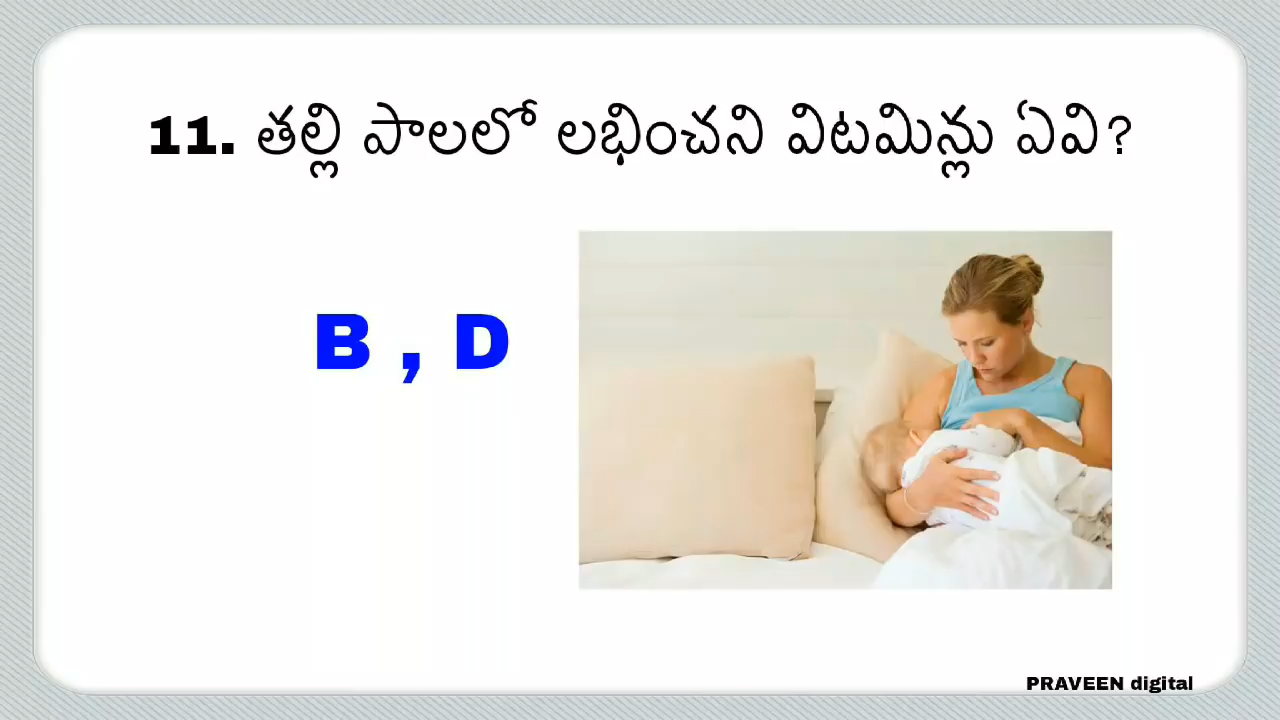 11. తల్లి పాలలో లభించని విటమిన్లు ఏవి?
B , D
PRAVEEN digital